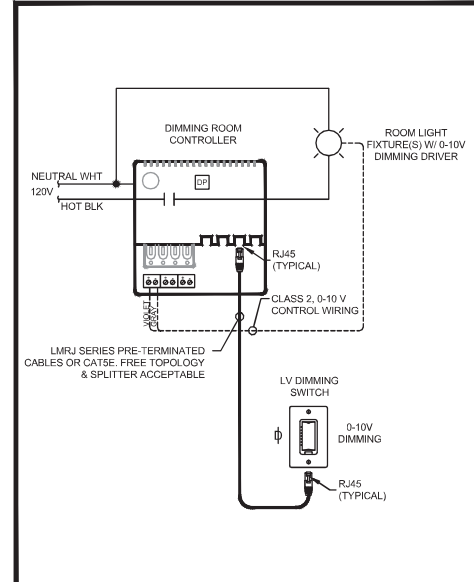 DIMMING ROOM
CONTROLLER
ROOM LIGHT
FIXTURE(S) W/ 0-10V
DIMMING DRIVER
NEUTRAL WHT
120V
HOT BLK
DP
RJ45
(TYPICAL)
VIOLET
GRAY
CLASS 2, 0-10 V
CONTROL WIRING
LMRJ SERIES PRE-TERMINATED
CABLES OR CAT5E. FREE TOPOLOGY
& SPLITTER ACCEPTABLE
LV DIMMING
SWITCH
0-10V
DIMMING
RJ45
(TYPICAL)